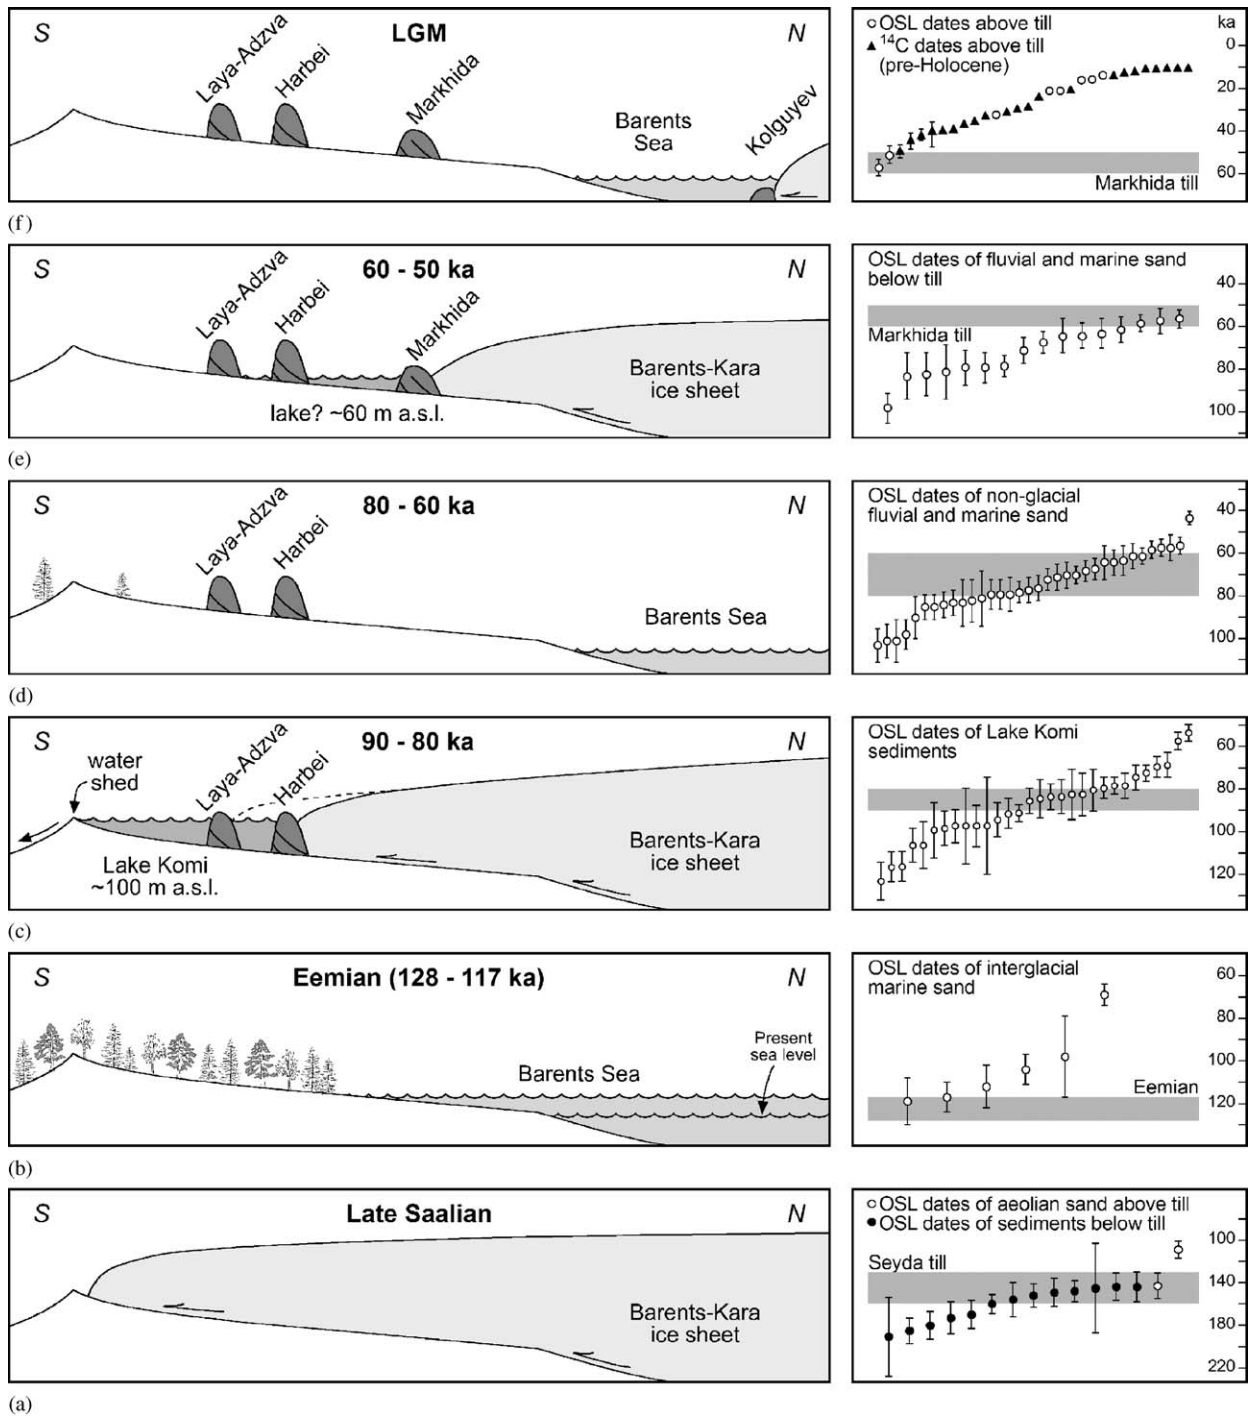 S
LGM
N
Laya-Adzva
Harbei
Markhida
Barents
Sea
Kolguyev
OSL dates above till
14C dates above till
(pre-Holocene)
ka
0
20
40
60
Markhida till
(f)
S
60 - 50 ka
N
Laya-Adzva
Harbei
Markhida
Barents-Kara
ice sheet
lake? ~60 m a.s.l.
OSL dates of fluvial and marine sand
below till
40
60
80
100
Markhida till
(e)
S
80 - 60 ka
N
Laya-Adzva
Harbei
Barents Sea
OSL dates of non-glacial
fluvial and marine sand
40
60
80
100
(d)
S
90 - 80 ka
N
water
shed
Laya-Adzva
Harbei
Lake Komi
~100 m a.s.l.
Barents-Kara
ice sheet
OSL dates of Lake Komi
sediments
60
80
100
120
(c)
S
Eemian (128 - 117 ka)
N
Present
sea level
Barents Sea
OSL dates of interglacial
marine sand
60
80
100
120
Eemian
(b)
S
Late Saalian
N
Barents-Kara
ice sheet
OSL dates of aeolian sand above till
OSL dates of sediments below till
Seyda till
100
140
180
220
(a)